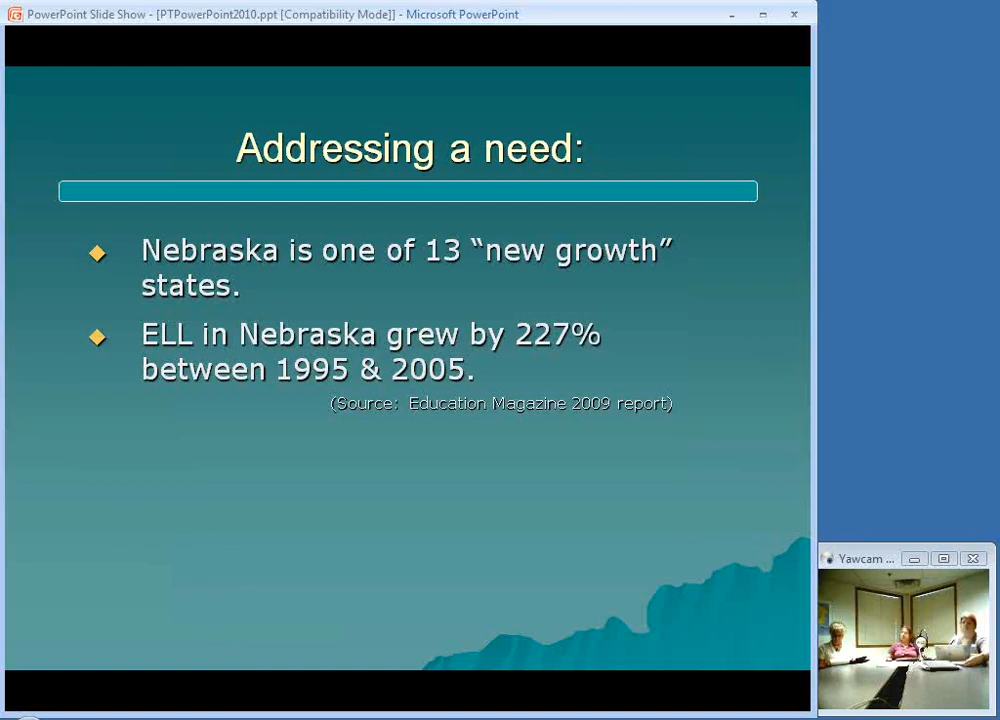 PowerPoint Slide Show - [PTPowerPoint2010.ppt [Compatibility Mode]] - Microsoft PowerPoint
Addressing a need:
Nebraska is one of 13 “new growth”
states.
ELL in Nebraska grew by 227%
between 1995 & 2005.
(Source: Education Magazine 2009 report)
Yawcam ...